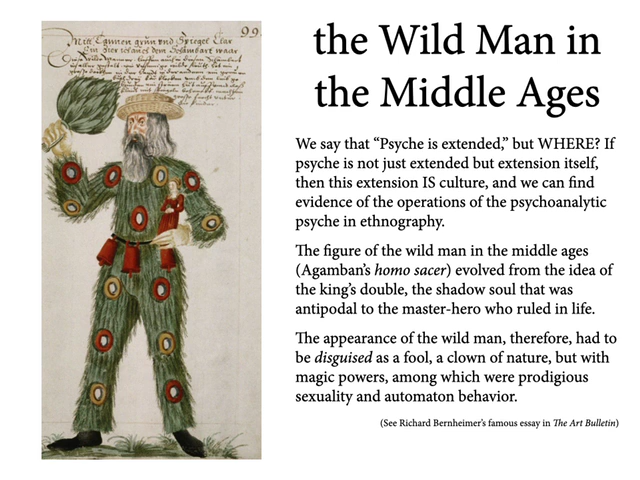 99
Mitt Tannen grün vnd Spiegel Clar
the Wild Man in
the Middle Ages
We say that “Psyche is extended,” but WHERE? If
psyche is not just extended but extension itself,
then this extension IS culture, and we can find
evidence of the operations of the psychoanalytic
psyche in ethnography.
The figure of the wild man in the middle ages
(Agamban’s homo sacer) evolved from the idea of
the king’s double, the shadow soul that was
antipodal to the master-hero who ruled in life.
The appearance of the wild man, therefore, had to
be disguised as a fool, a clown of nature, but with
magic powers, among which were prodigious
sexuality and automaton behavior.
(See Richard Bernheimer’s famous essay in The Art Bulletin)